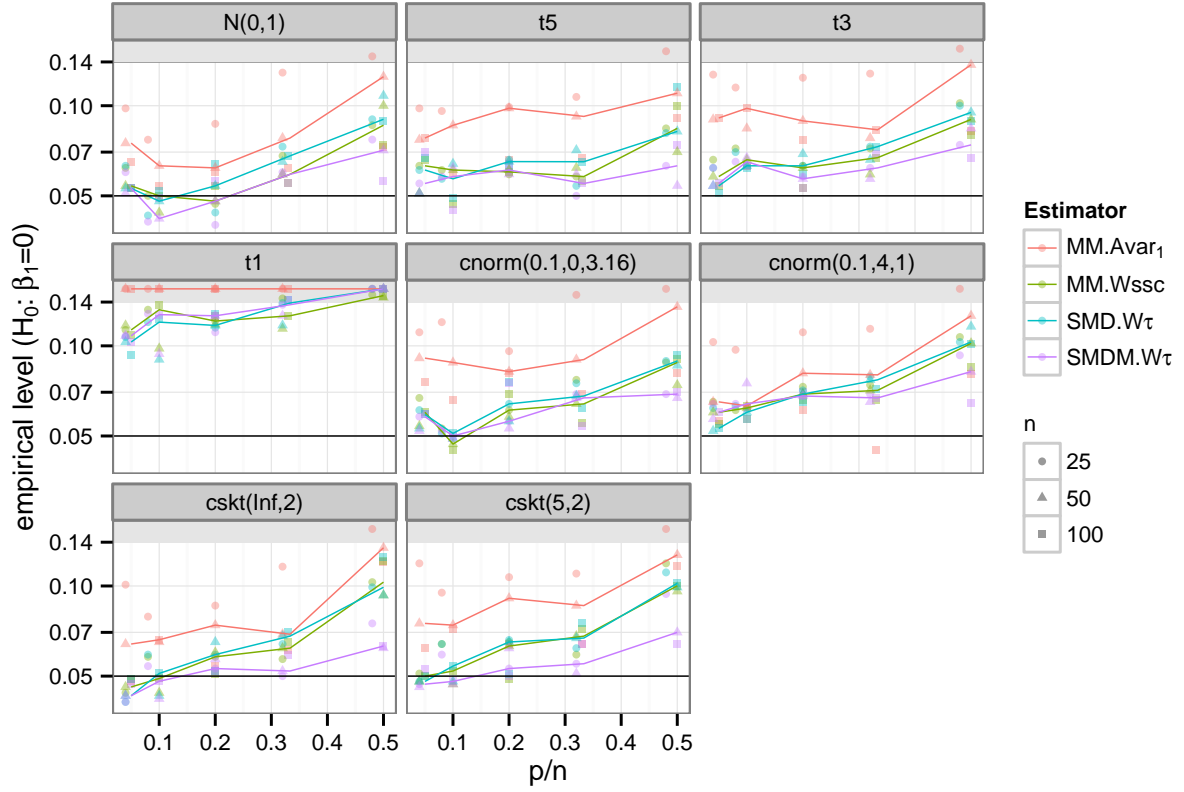 N(0,1) t5 t3
0.14
0.10
0.07
0.05
t1 cnorm(0.1,0,3.16) cnorm(0.1,4,1)
0.14
0.10
0.07
0.05
cskt(Inf,2) cskt(5,2)
0.14
0.10
0.07
0.05
0.1 0.2 0.3 0.4 0.5 0.1 0.2 0.3 0.4 0.5
p/n
empirical level (H₀: β₁=0)
Estimator
MM.Avar₁
MM.Wssc
SMD.Wτ
SMDM.Wτ
n
25
50
100